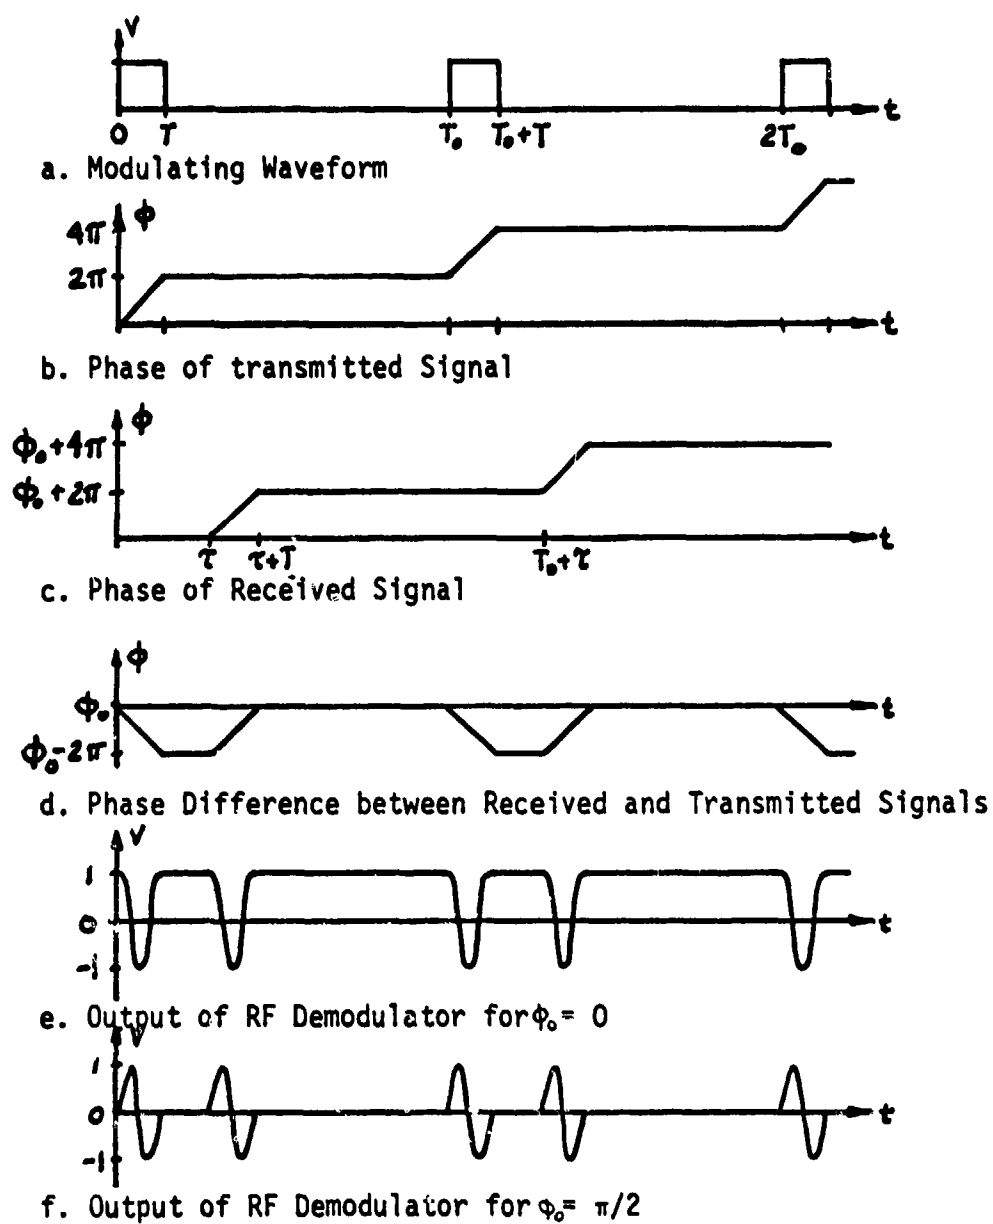 V
t
0 T T₀ T₀+T 2T₀
a. Modulating Waveform
ϕ
4π
2π
t
b. Phase of transmitted Signal
ϕ
ϕ₀+4π
ϕ₀+2π
t
τ τ+T T₀+τ
c. Phase of Received Signal
ϕ
ϕ₀
t
ϕ₀-2π
d. Phase Difference between Received and Transmitted Signals
V
1
0
t
-1
e. Output of RF Demodulator for ϕ₀= 0
V
1
0
t
-1
f. Output of RF Demodulator for ϕ₀= π/2